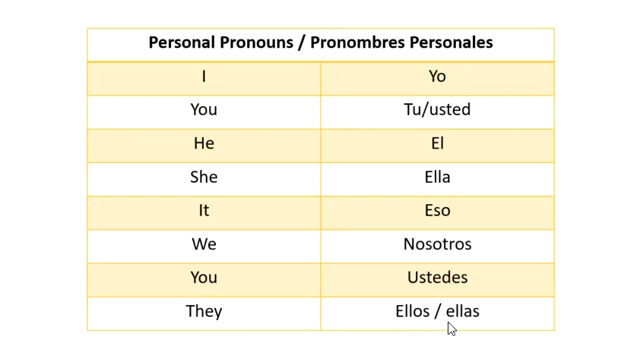 Personal Pronouns / Pronombres Personales
I Yo
You Tu/usted
He El
She Ella
It Eso
We Nosotros
You Ustedes
They Ellos / ellas